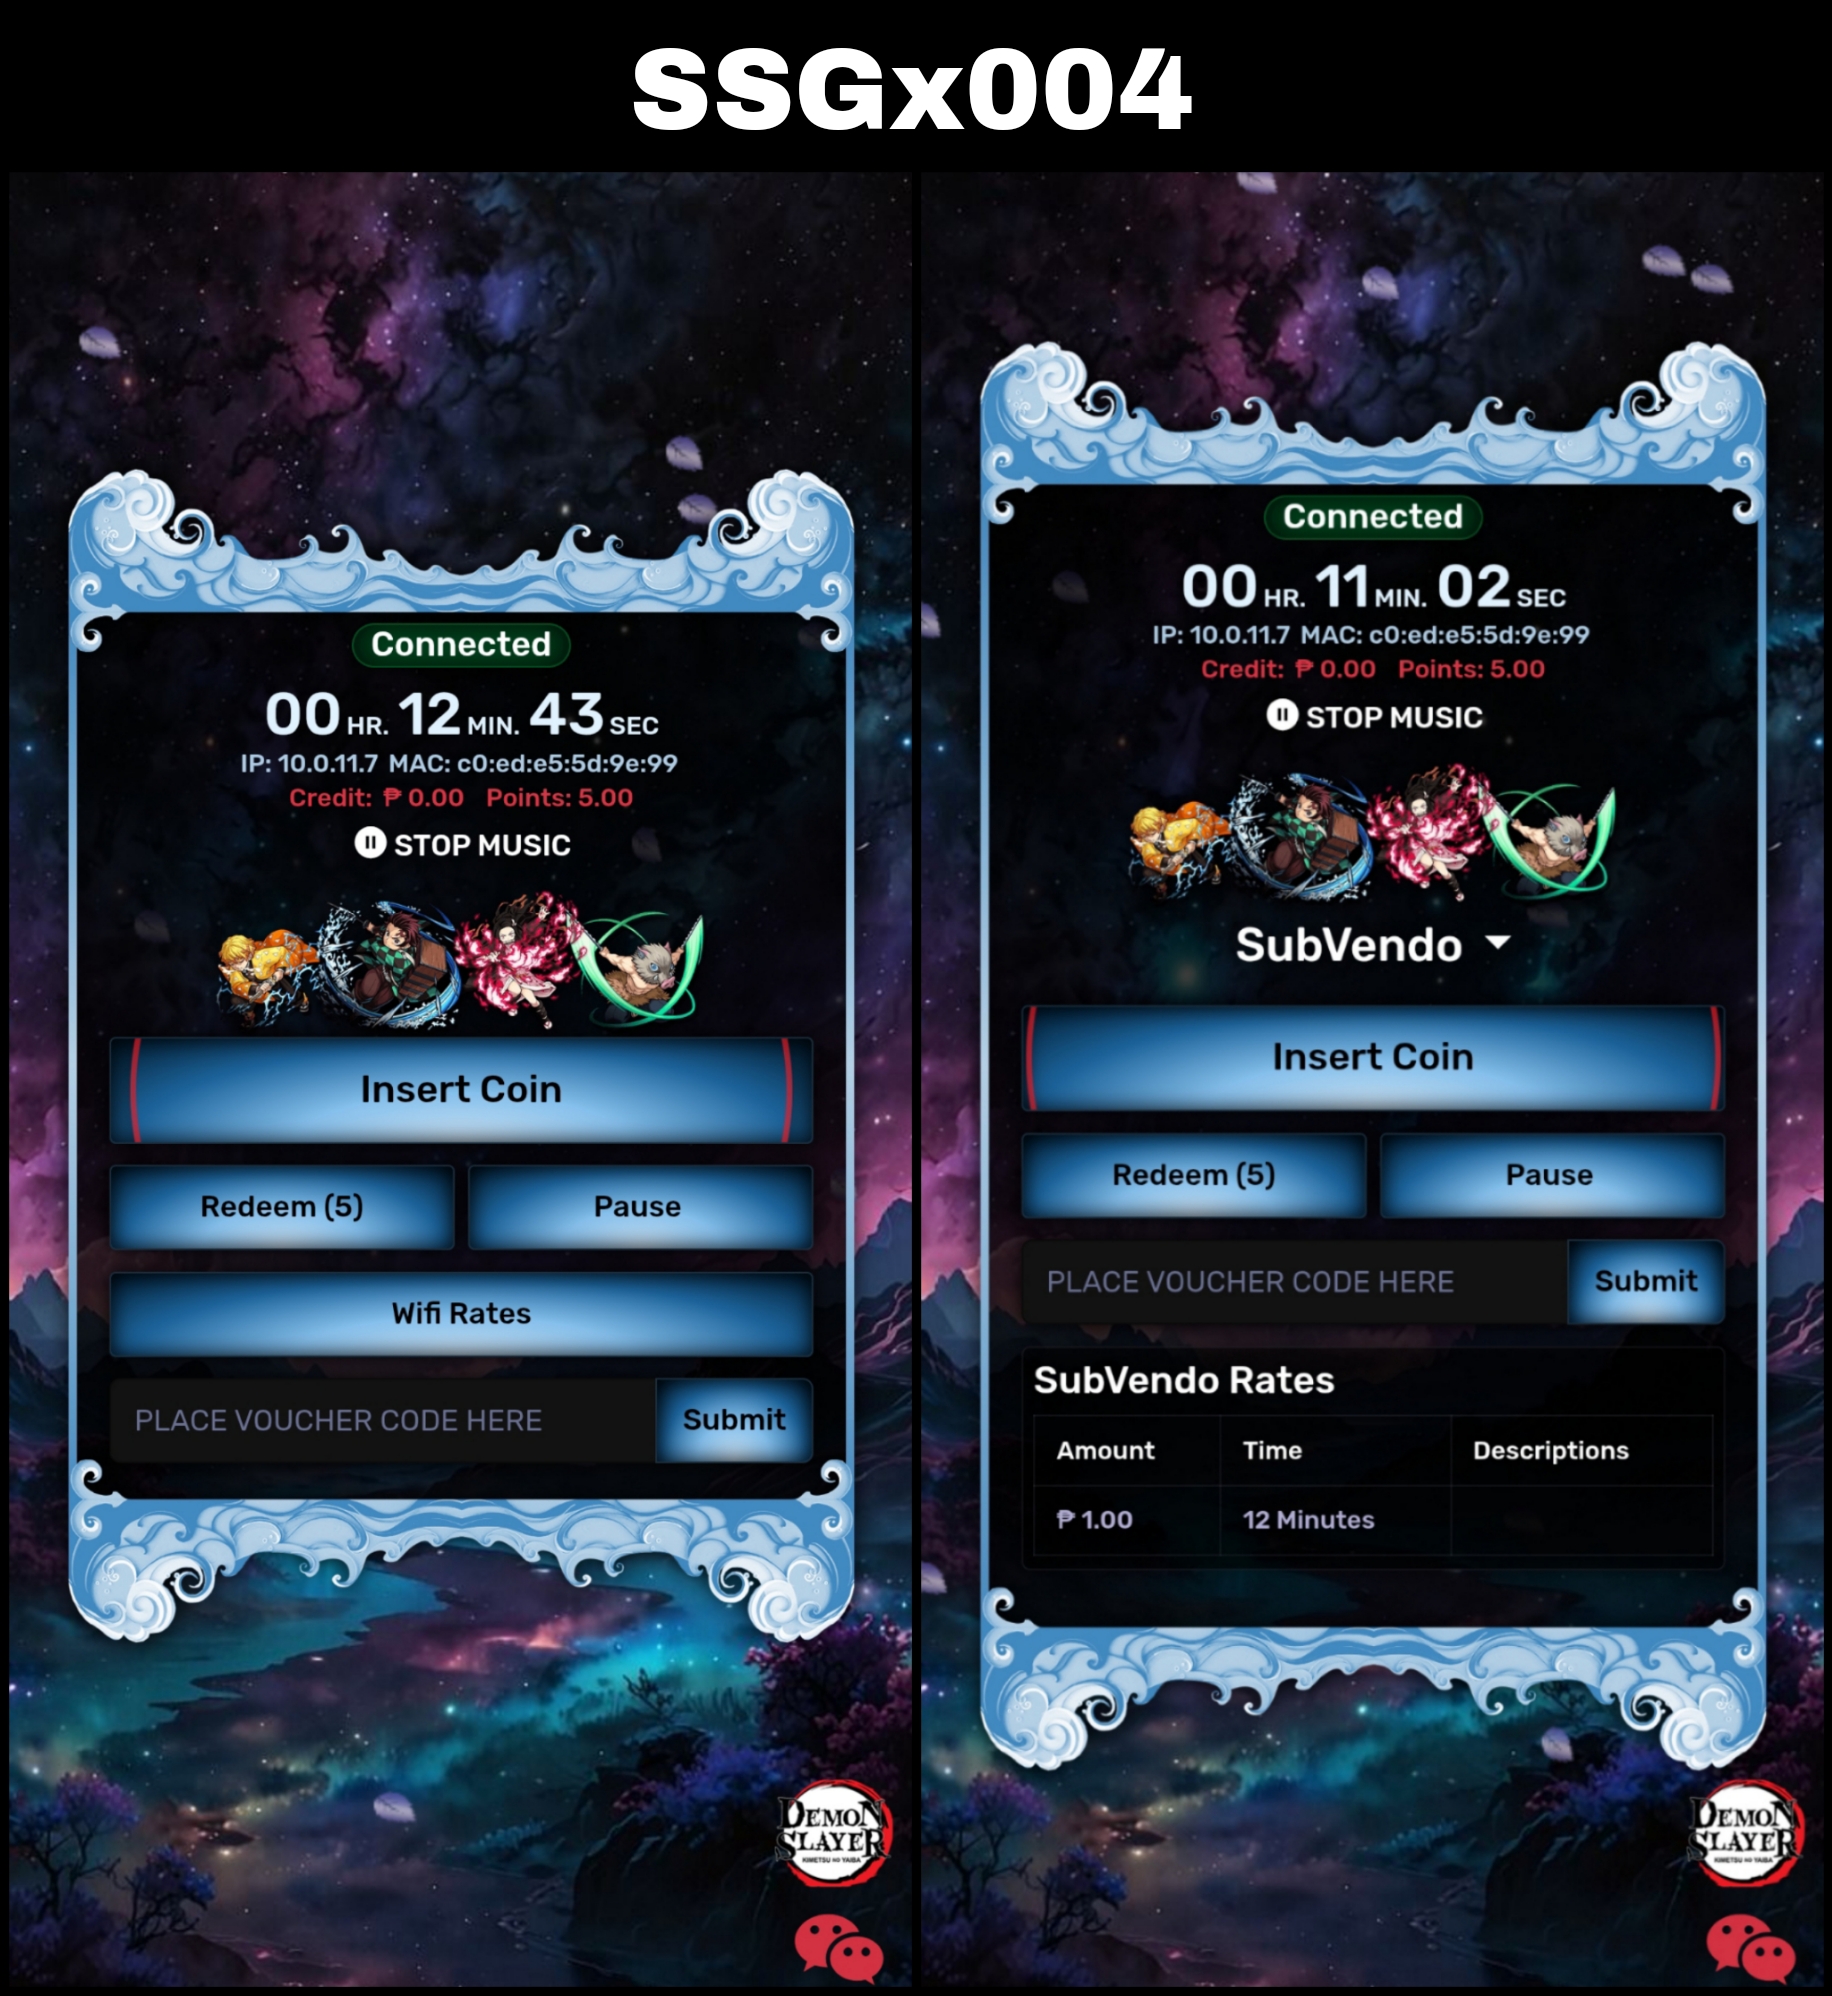 SSGx004
Connected
00 HR. 12 MIN. 43 SEC
IP: 10.0.11.7 MAC: c0:ed:e5:5d:9e:99
Credit: ₱ 0.00 Points: 5.00
STOP MUSIC
Insert Coin
Redeem (5)
Pause
Wifi Rates
PLACE VOUCHER CODE HERE
Submit
DEMON
SLAYER
KIMETSU NO YAIBA
Connected
00 HR. 11 MIN. 02 SEC
IP: 10.0.11.7 MAC: c0:ed:e5:5d:9e:99
Credit: ₱ 0.00 Points: 5.00
STOP MUSIC
SubVendo
Insert Coin
Redeem (5)
Pause
PLACE VOUCHER CODE HERE
Submit
SubVendo Rates
Amount Time Descriptions
₱ 1.00 12 Minutes
DEMON
SLAYER
KIMETSU NO YAIBA